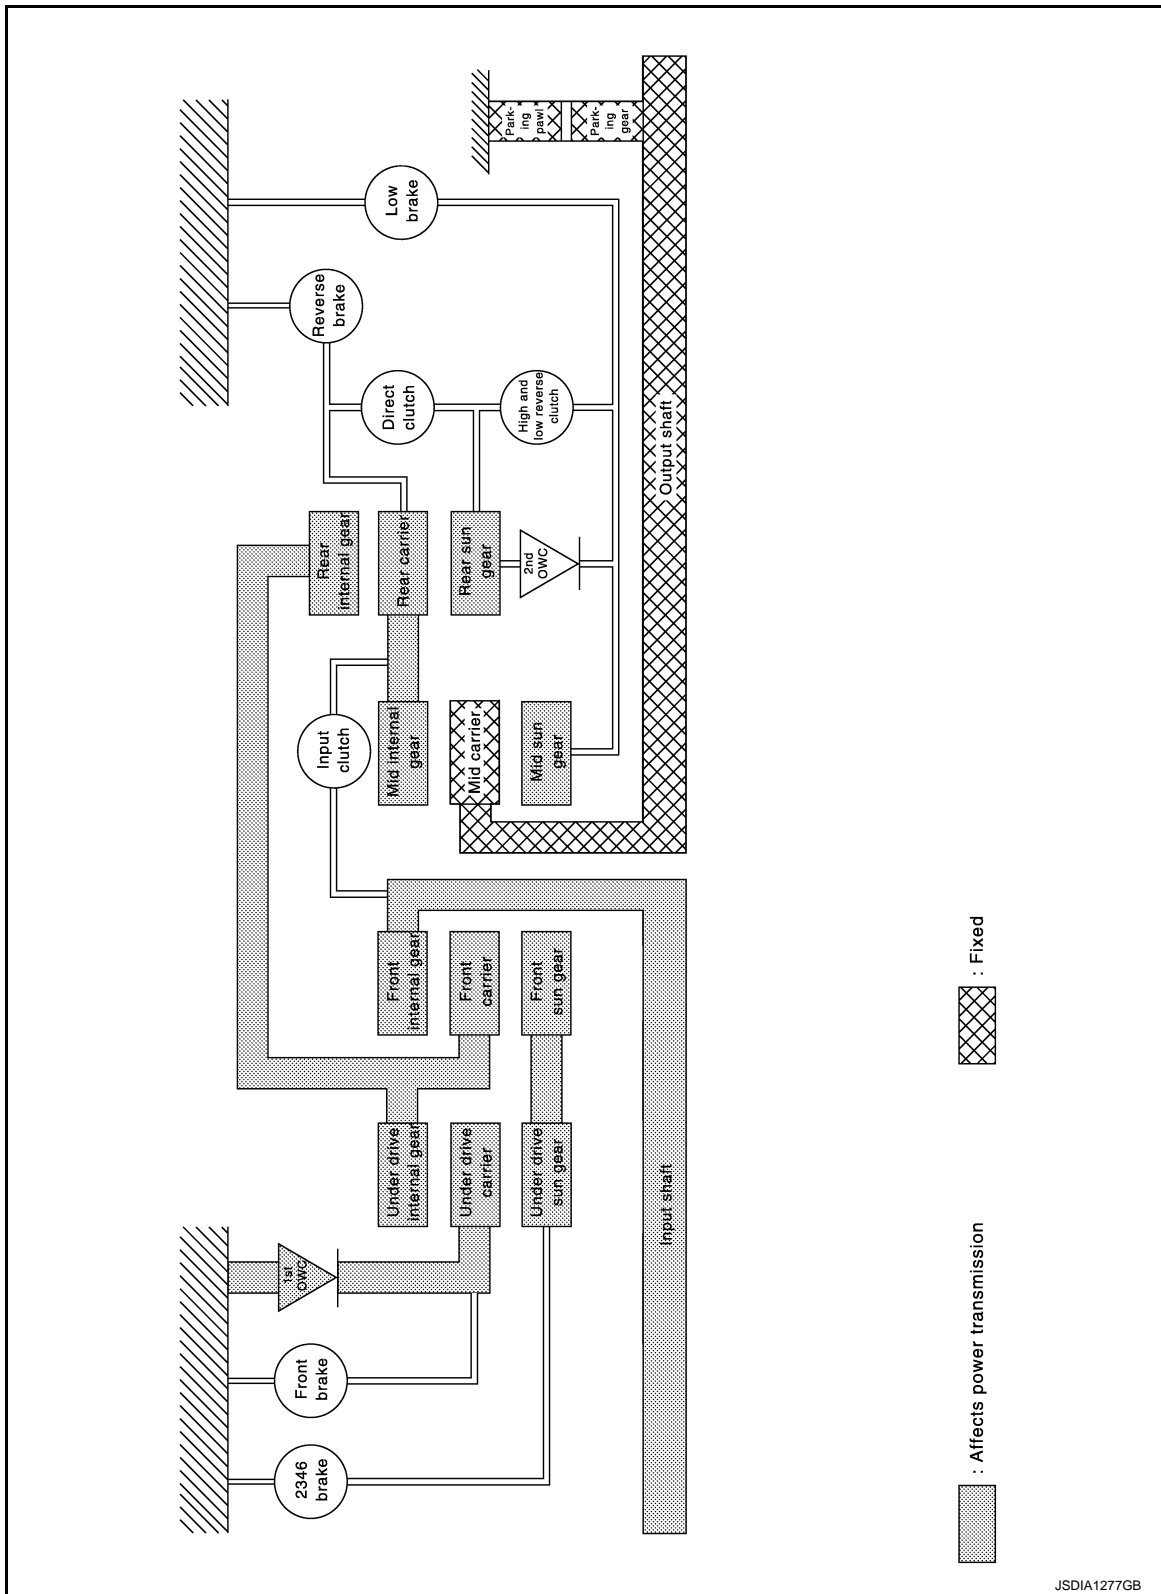 2346
brake
Front
brake
1st
OWC
Under drive
internal gear
Under drive
carrier
Under drive
sun gear
Front
internal gear
Front
carrier
Front
sun gear
Input
clutch
Mid internal
gear
Mid carrier
Mid sun
gear
Rear
internal gear
Rear carrier
Rear sun
gear
2nd
OWC
Direct
clutch
High and
low reverse
clutch
Reverse
brake
Low
brake
Park-
ing
pawl
Park-
ing
gear
Input shaft
Output shaft
: Affects power transmission
: Fixed
JSDIA1277GB